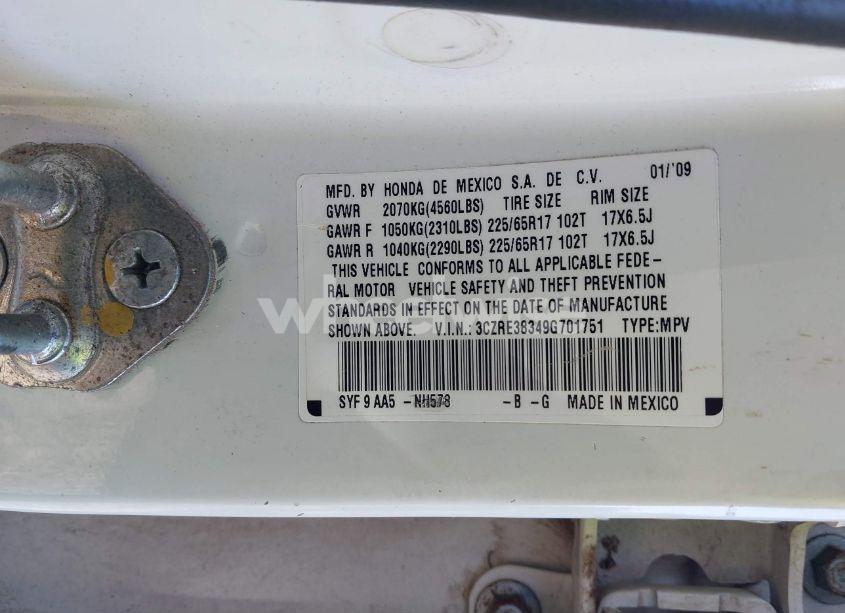 MFD. BY HONDA DE MEXICO S.A. DE C.V. 01/'09
GVWR 2070KG(4560LBS) TIRE SIZE RIM SIZE
GAWR F 1050KG(2310LBS) 225/65R17 102T 17X6.5J
GAWR R 1040KG(2290LBS) 225/65R17 102T 17X6.5J
THIS VEHICLE CONFORMS TO ALL APPLICABLE FEDE-
RAL MOTOR VEHICLE SAFETY AND THEFT PREVENTION
STANDARDS IN EFFECT ON THE DATE OF MANUFACTURE
SHOWN ABOVE. V.I.N.: 3CZRE38349G701751 TYPE:MPV
SYF 9 AA5 -NH578 -B -G MADE IN MEXICO